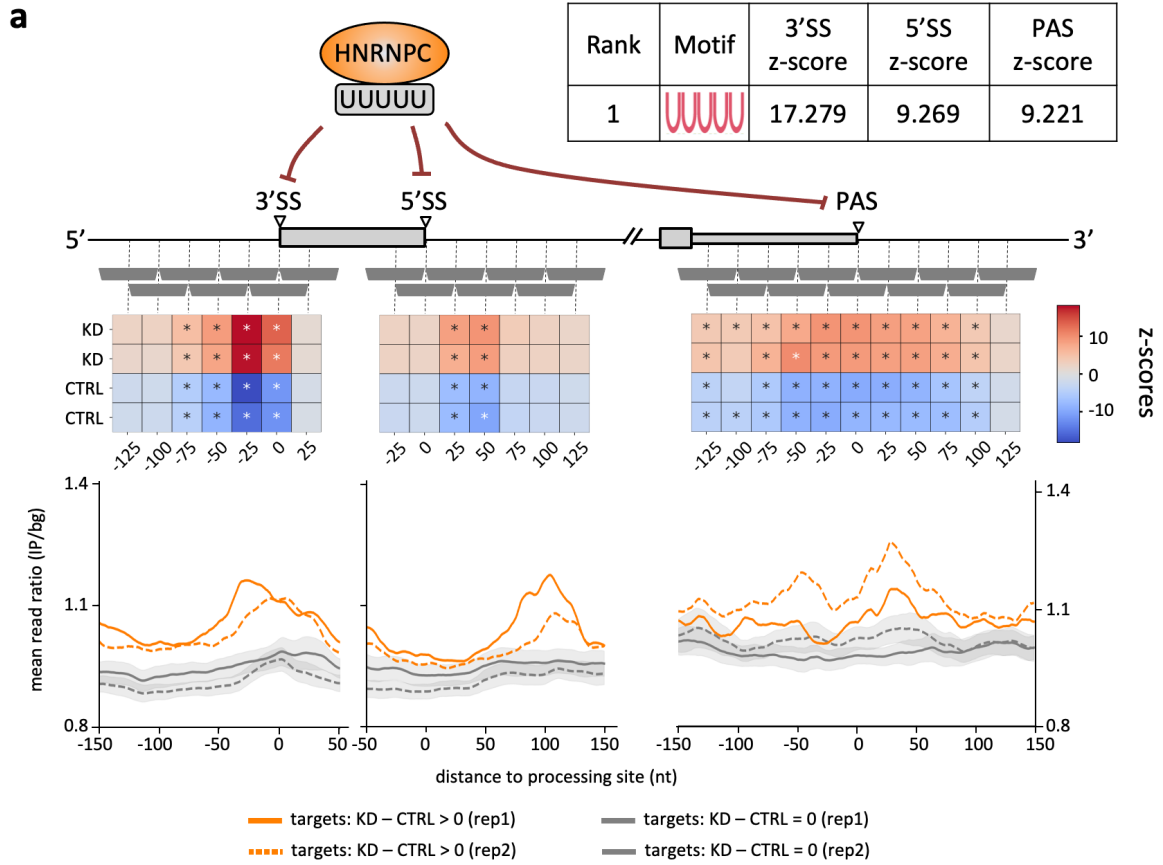 a
HNRNPC
UUUUU
Rank Motif 3’SS z-score 5’SS z-score PAS z-score
1 UUUUU 17.279 9.269 9.221
3’SS 5’SS PAS
5’ // 3’
KD * * * * * * * * * * * * * * * *
KD * * * * * * * * * * * * * * *
CTRL * * * * * * * * * * * * * * *
CTRL * * * * * * * * * * * * * * * *
10
0
-10
z-scores
-125 -100 -75 -50 -25 0 25 -25 0 25 50 75 100 125 -125 -100 -75 -50 -25 0 25 50 75 100 125
mean read ratio (IP/bg)
1.4 1.4
1.1 1.1
0.8 0.8
-150 -100 -50 0 50 -50 0 50 100 150 -150 -100 -50 0 50 100 150
distance to processing site (nt)
targets: KD – CTRL > 0 (rep1) targets: KD – CTRL = 0 (rep1)
targets: KD – CTRL > 0 (rep2) targets: KD – CTRL = 0 (rep2)